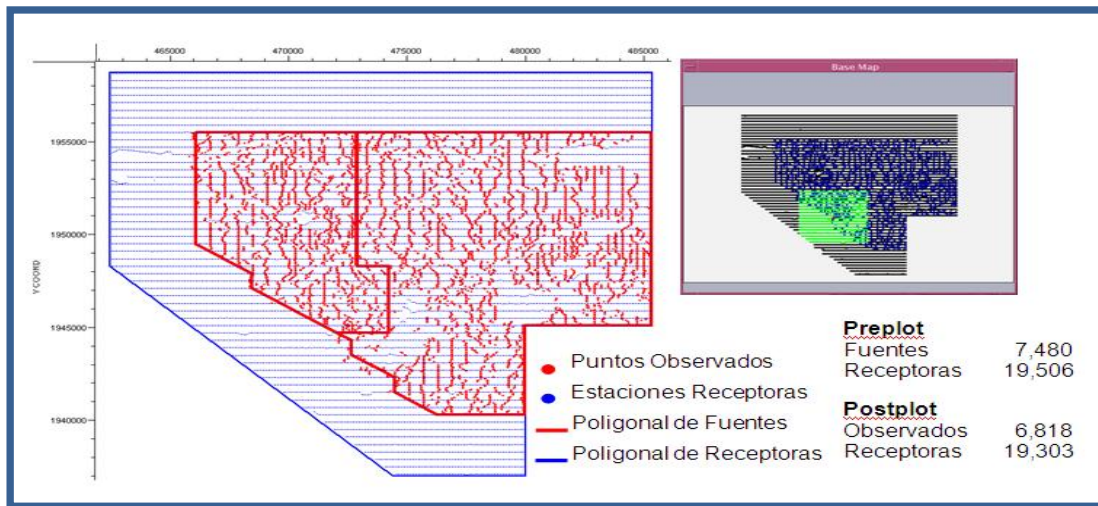 465000 470000 475000 480000 485000
Y COORD
1955000
1950000
1945000
1940000
Base Map
Puntos Observados
Estaciones Receptoras
Poligonal de Fuentes
Poligonal de Receptoras
Preplot
Fuentes 7,480
Receptoras 19,506
Postplot
Observados 6,818
Receptoras 19,303